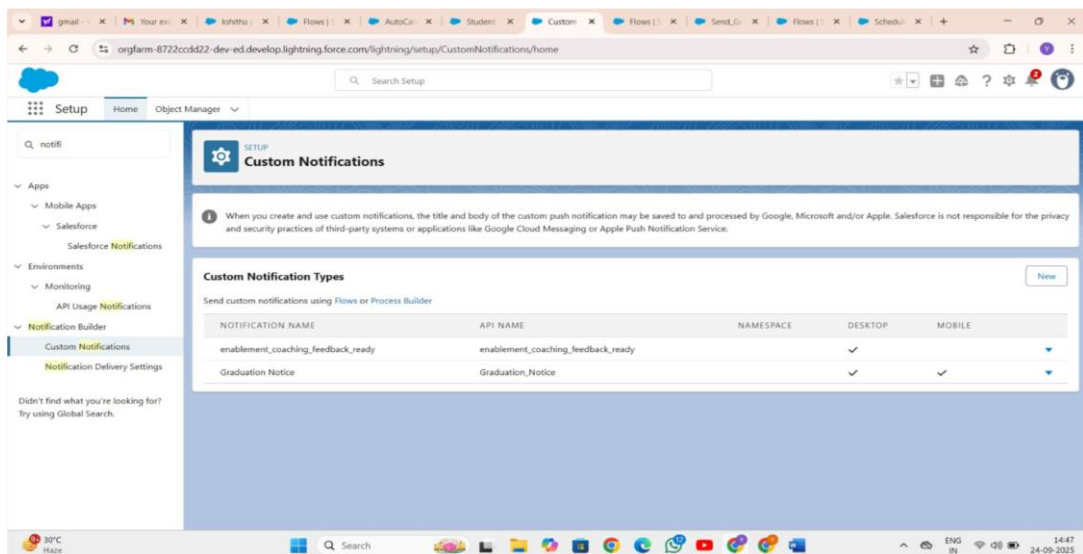 gmail - Y
Your exi
lohitha |
Flows | S
AutoCa
Student
Custom
Flows | S
Send_Gr
Flows | S
Schedul
orgfarm-8722ccdd22-dev-ed.develop.lightning.force.com/lightning/setup/CustomNotifications/home
Search Setup
Setup Home Object Manager
notifi
SETUP
Custom Notifications
Apps
Mobile Apps
Salesforce
Salesforce Notifications
Environments
Monitoring
API Usage Notifications
Notification Builder
Custom Notifications
Notification Delivery Settings
Didn't find what you're looking for?
Try using Global Search.
When you create and use custom notifications, the title and body of the custom push notification may be saved to and processed by Google, Microsoft and/or Apple. Salesforce is not responsible for the privacy
and security practices of third-party systems or applications like Google Cloud Messaging or Apple Push Notification Service.
Custom Notification Types
New
Send custom notifications using Flows or Process Builder
NOTIFICATION NAME API NAME NAMESPACE DESKTOP MOBILE
enablement_coaching_feedback_ready enablement_coaching_feedback_ready
Graduation Notice Graduation_Notice
30°C
Haze
Search
ENG
IN
14:47
24-09-2025